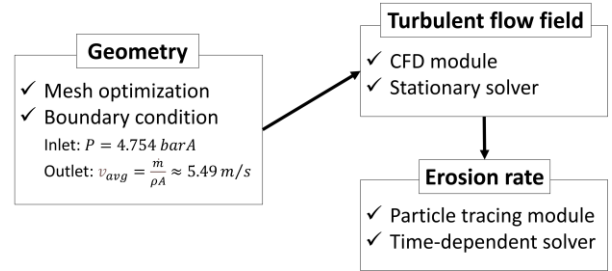 Geometry
✓ Mesh optimization
✓ Boundary condition
Inlet: P = 4.754 barA
Outlet: v_avg = ṁ/ρA ≈ 5.49 m/s
Turbulent flow field
✓ CFD module
✓ Stationary solver
Erosion rate
✓ Particle tracing module
✓ Time-dependent solver